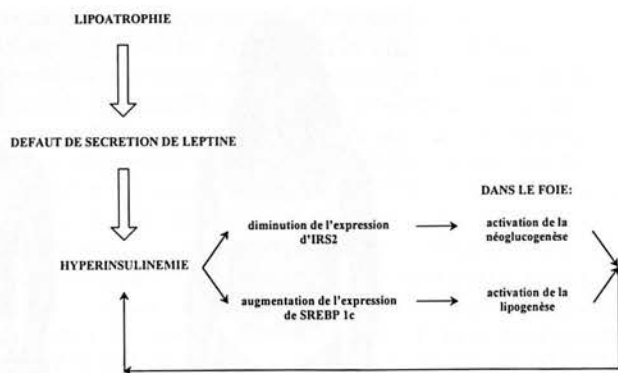 LIPOATROPHIE
DEFAUT DE SECRETION DE LEPTINE
DANS LE FOIE:
diminution de l'expression
d'IRS2
activation de la
néoglucogenèse
HYPERINSULINEMIE
augmentation de l'expression
de SREBP 1c
activation de la
lipogenèse